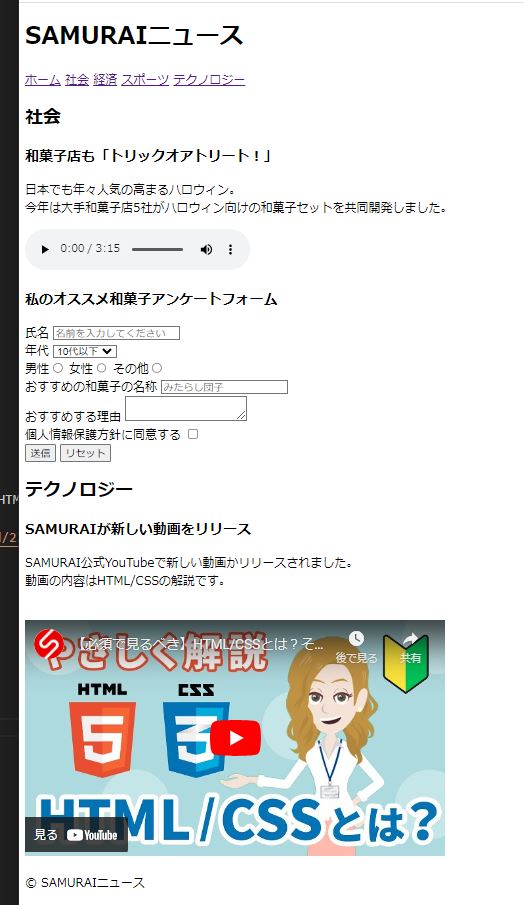 SAMURAIニュース
ホーム 社会 経済 スポーツ テクノロジー
社会
和菓子店も「トリックオアトリート！」
日本でも年々人気の高まるハロウィン。
今年は大手和菓子店5社がハロウィン向けの和菓子セットを共同開発しました。
0:00 / 3:15
私のオススメ和菓子アンケートフォーム
氏名 名前を入力してください
年代 10代以下
男性 女性 その他
おすすめの和菓子の名称 みたらし団子
おすすめする理由
個人情報保護方針に同意する
送信 リセット
HTM
l/2
テクノロジー
SAMURAIが新しい動画をリリース
SAMURAI公式YouTubeで新しい動画がリリースされました。
動画の内容はHTML/CSSの解説です。
【必須で見るべき】HTML/CSSとは？そ...
後で見る 共有
やさしく解説
HTML CSS
5 3
HTML/CSSとは？
見る YouTube
© SAMURAIニュース